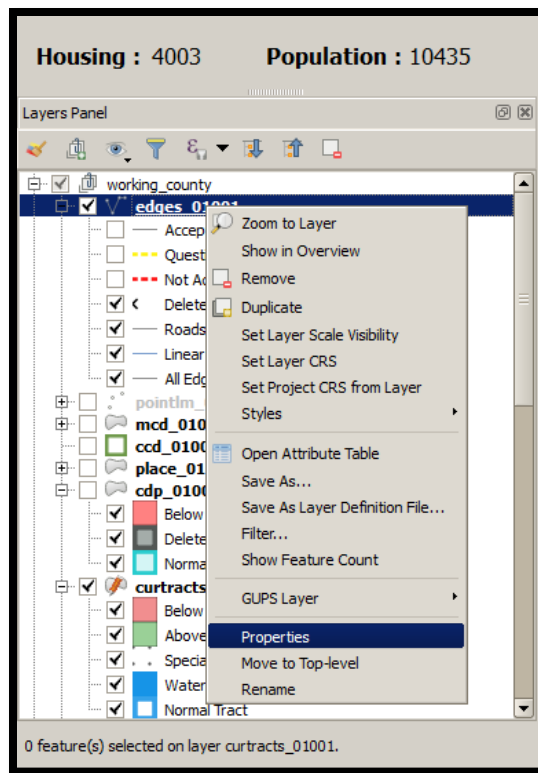 Housing : 4003 Population : 10435
Layers Panel
working_county
edges_01001
Accep
Quest
Not Ac
Delete
Roads
Linear
All Edg
pointlm_
mcd_010
ccd_0100
place_01
cdp_0100
Below
Delete
Norma
curtracts
Below
Above
Specia
Water
Normal Tract
Zoom to Layer
Show in Overview
Remove
Duplicate
Set Layer Scale Visibility
Set Layer CRS
Set Project CRS from Layer
Styles
Open Attribute Table
Save As...
Save As Layer Definition File...
Filter...
Show Feature Count
GUPS Layer
Properties
Move to Top-level
Rename
0 feature(s) selected on layer curtracts_01001.